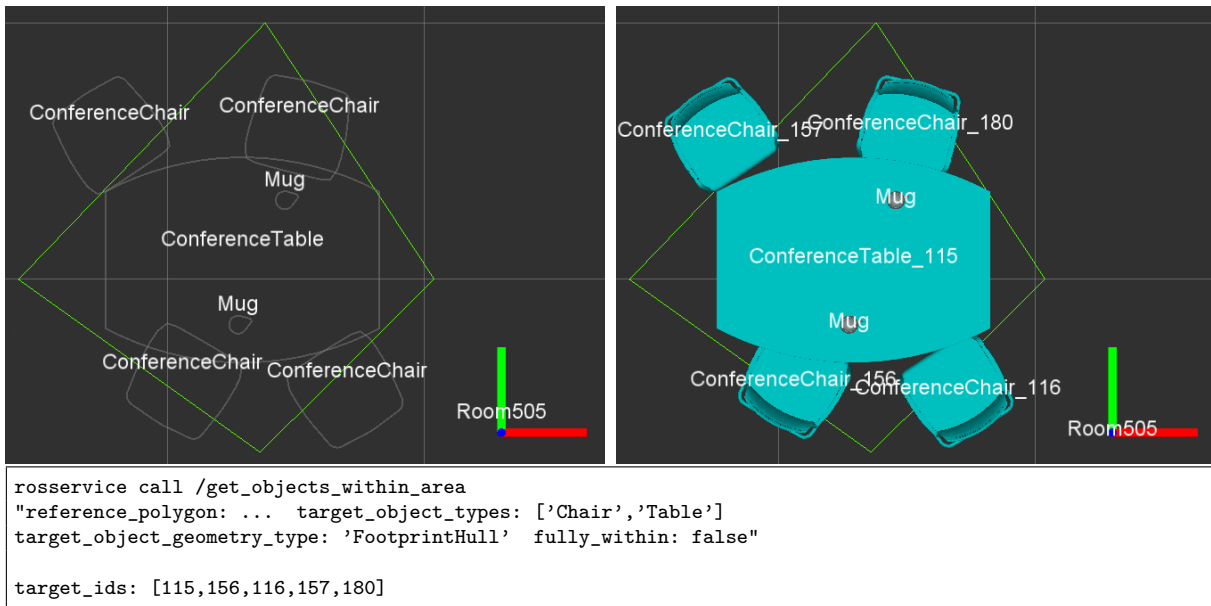 ConferenceChair
ConferenceChair
Mug
ConferenceTable
Mug
ConferenceChair
ConferenceChair
Room505
ConferenceChair_157
ConferenceChair_180
Mug
ConferenceTable_115
Mug
ConferenceChair_156
ConferenceChair_116
Room505
rosservice call /get_objects_within_area
"reference_polygon: ...  target_object_types: ['Chair','Table']
target_object_geometry_type: 'FootprintHull'  fully_within: false"
target_ids: [115,156,116,157,180]